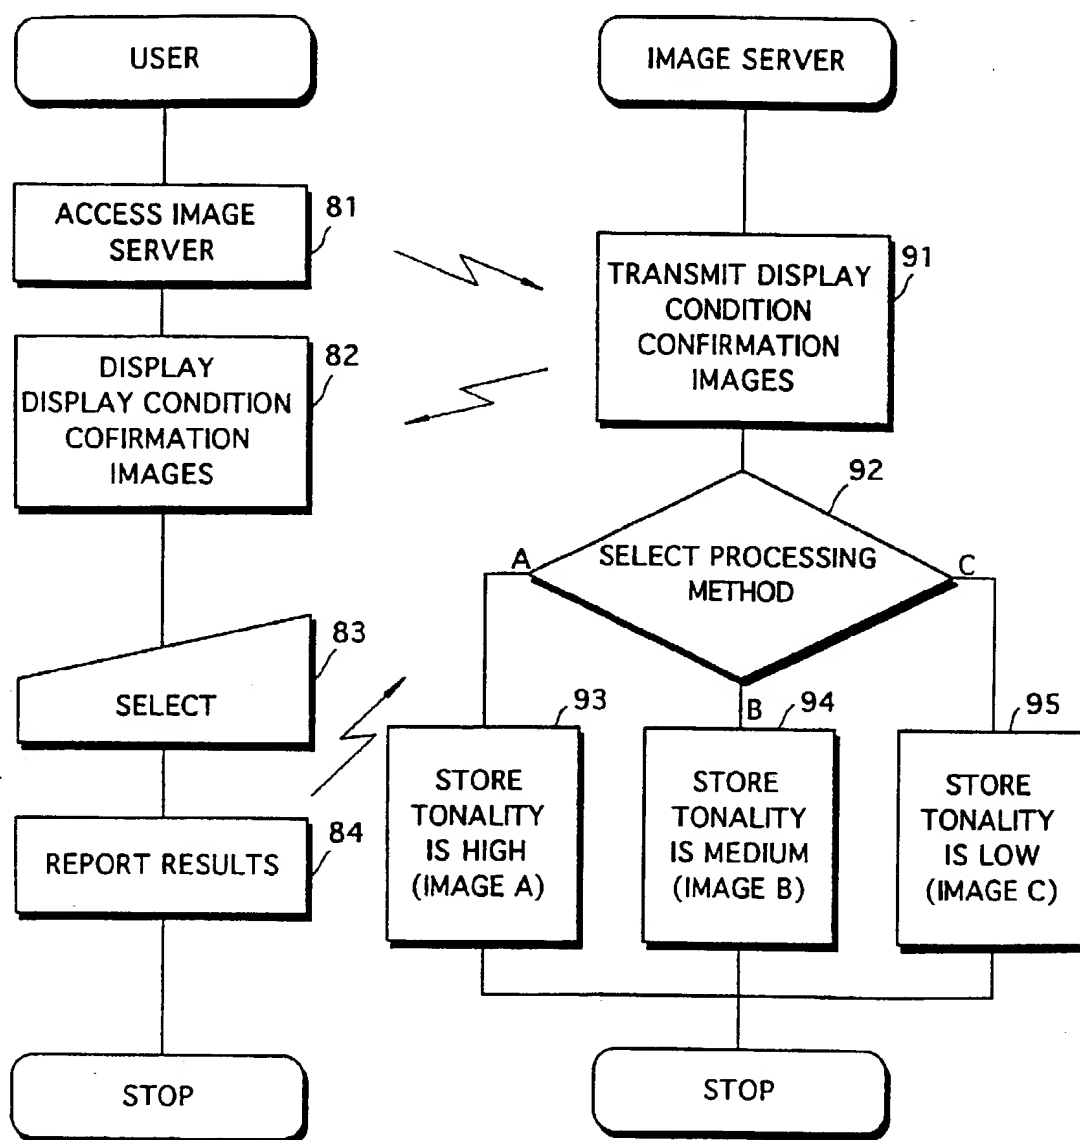 USER
ACCESS IMAGE
SERVER
81
DISPLAY
DISPLAY CONDITION
COFIRMATION
IMAGES
82
SELECT
83
REPORT RESULTS
84
STOP
IMAGE SERVER
TRANSMIT DISPLAY
CONDITION
CONFIRMATION
IMAGES
91
SELECT PROCESSING
METHOD
92
A
B
C
STORE
TONALITY
IS HIGH
(IMAGE A)
93
STORE
TONALITY
IS MEDIUM
(IMAGE B)
94
STORE
TONALITY
IS LOW
(IMAGE C)
95
STOP